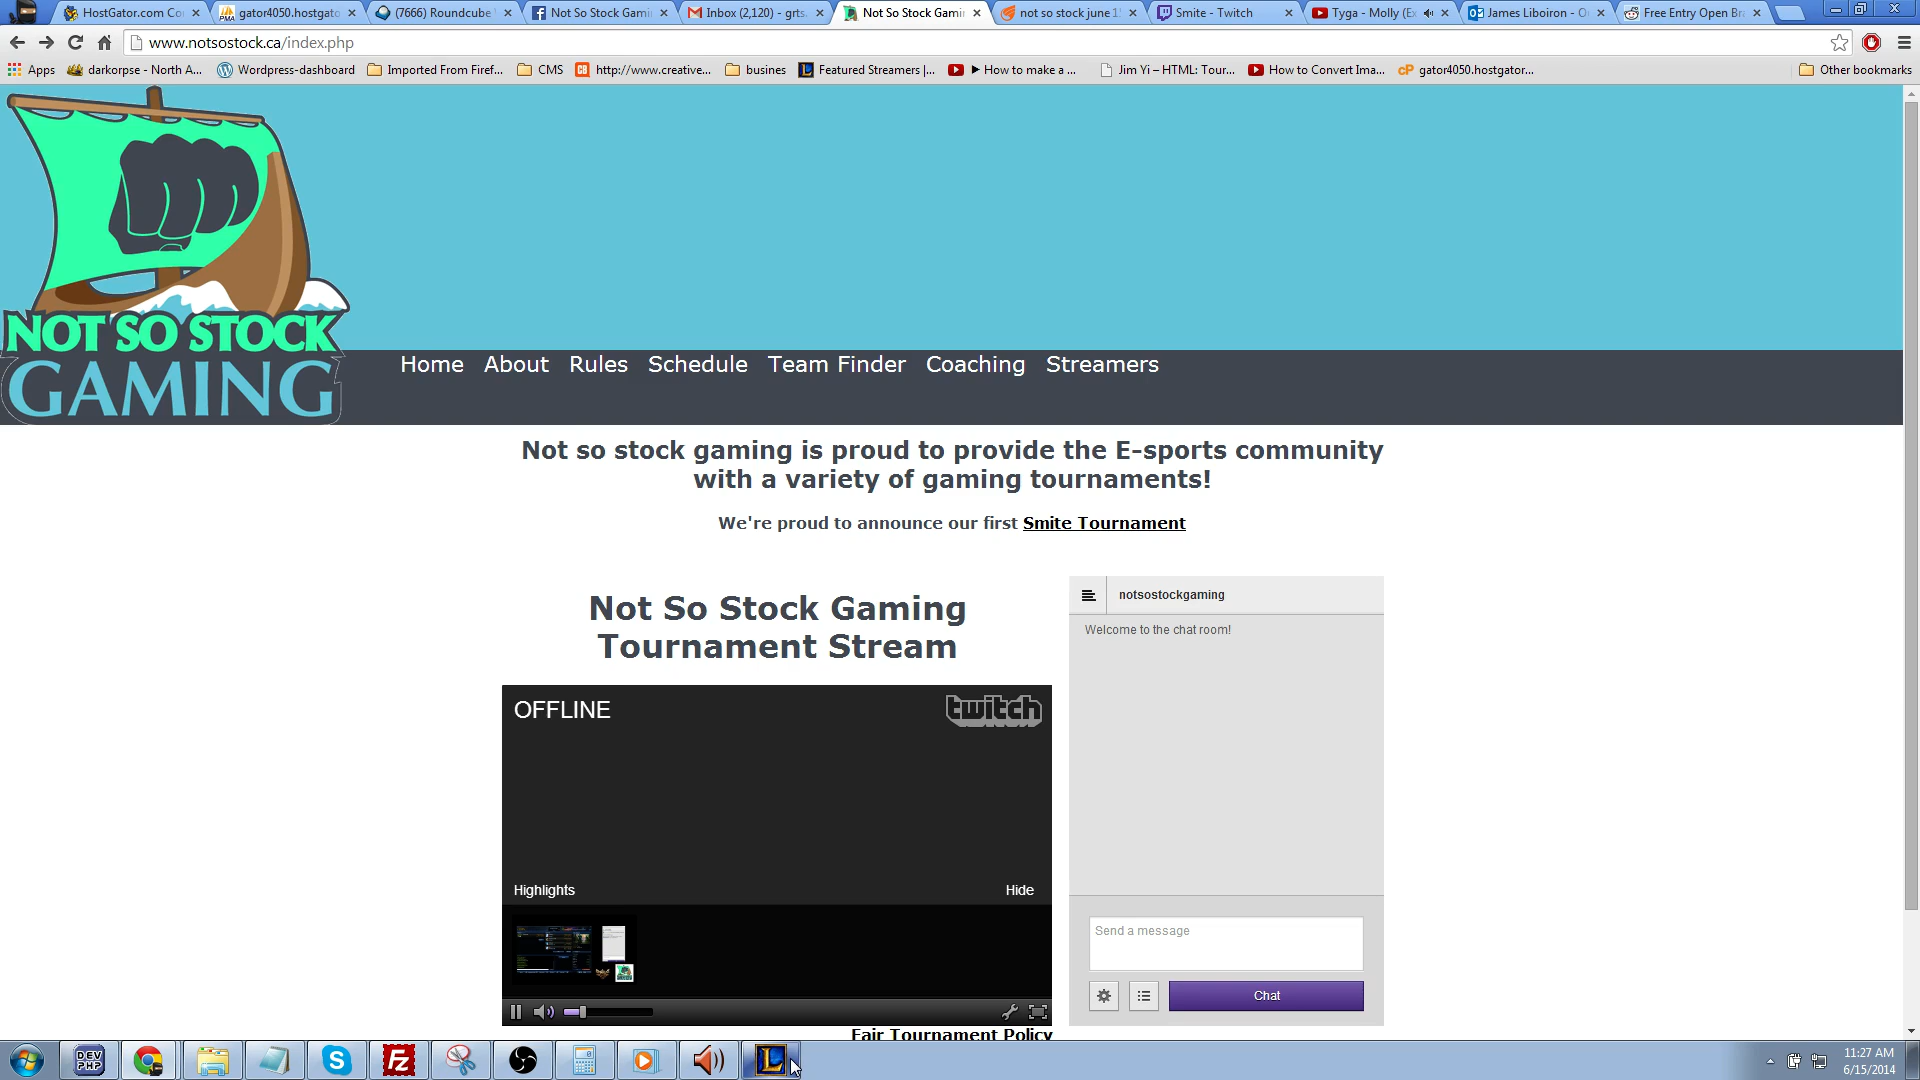 HostGator.com Co
gator4050.hostgato
(7666) Roundcube
Not So Stock Gami
Inbox (2,120) - grts
Not So Stock Gami
not so stock june 1
Smite - Twitch
Tyga - Molly (Ex
James Liboiron - O
Free Entry Open Br
www.notsostock.ca/index.php
Apps
darkorpse - North A...
Wordpress-dashboard
Imported From Firef...
CMS
http://www.creative...
busines
Featured Streamers |...
► How to make a ...
Jim Yi – HTML: Tour...
How to Convert Ima...
cP gator4050.hostgator...
Other bookmarks
NOT SO STOCK
GAMING
Home About Rules Schedule Team Finder Coaching Streamers
Not so stock gaming is proud to provide the E-sports community
with a variety of gaming tournaments!
We're proud to announce our first Smite Tournament
Not So Stock Gaming
Tournament Stream
notsostockgaming
Welcome to the chat room!
OFFLINE
twitch
Highlights
Hide
Send a message
Chat
Fair Tournament Policy
DEV
PHP
11:27 AM
6/15/2014